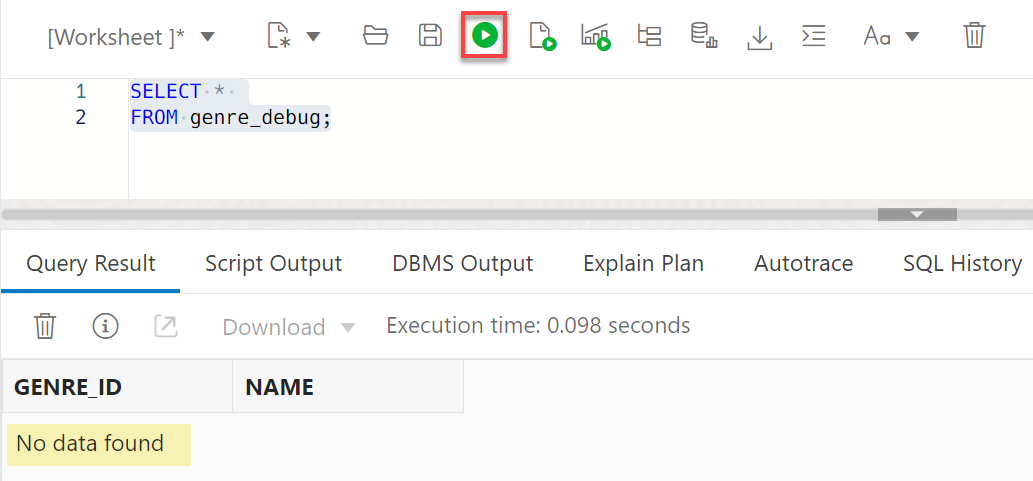 [Worksheet ]*
Aa
1 SELECT *
2 FROM genre_debug;
Query Result Script Output DBMS Output Explain Plan Autotrace SQL History
Download Execution time: 0.098 seconds
GENRE_ID NAME
No data found